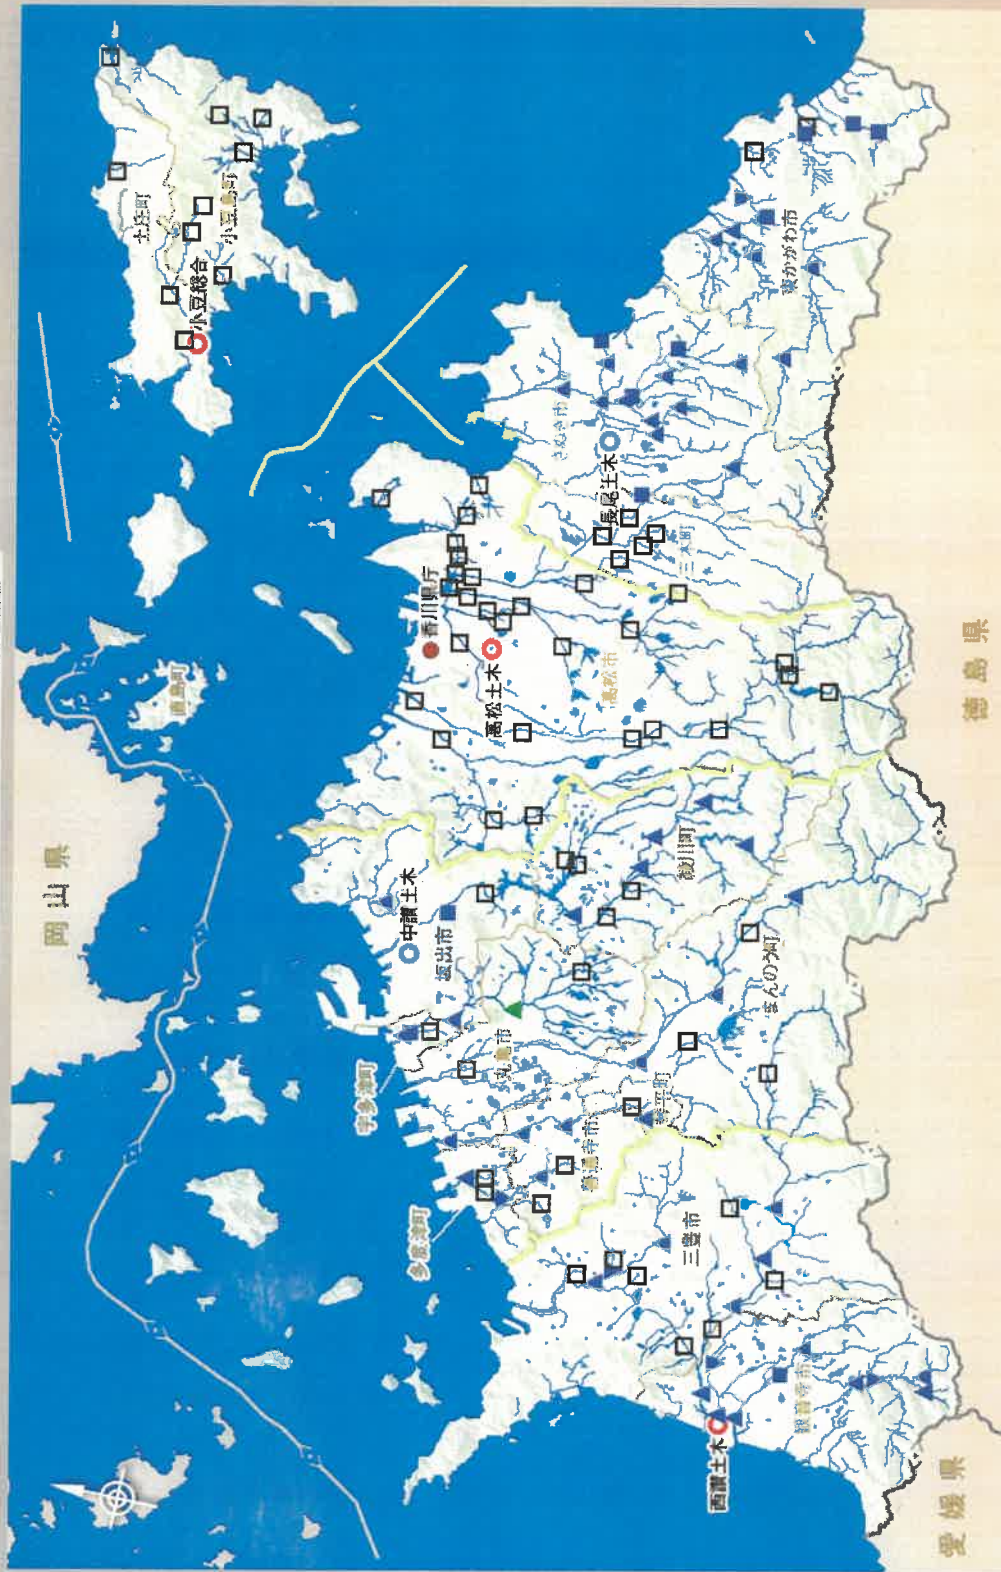 岡山県
直島町
土庄町
小豆島町
小豆総合
香川県庁
高松土木
高松市
さぬき市
長尾土木
三木町
東かがわ市
中讃土木
坂出市
宇多津町
丸亀市
綾川町
まんのう町
琴平町
善通寺市
多度津町
三豊市
西讃土木
観音寺市
愛媛県
徳島県